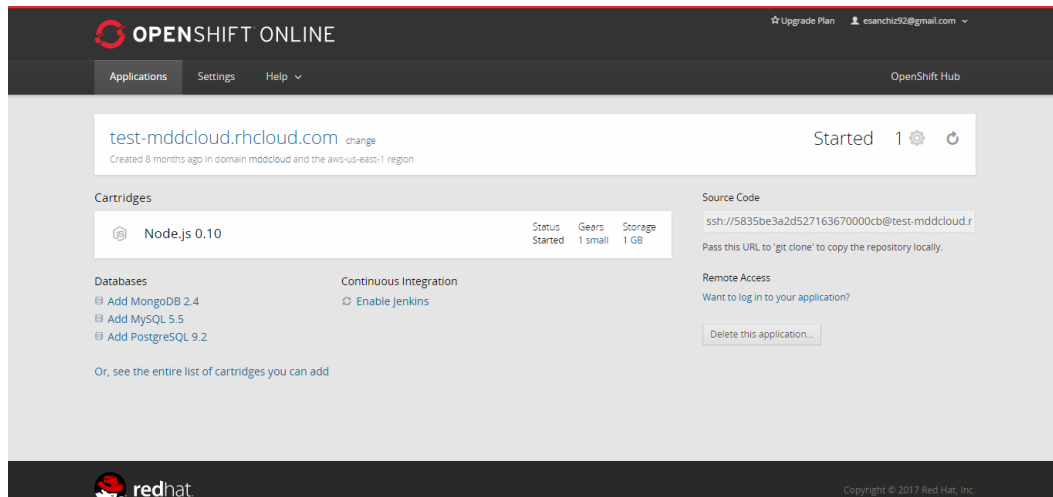 Upgrade Plan esanchiz92@gmail.com
OPENSHIFT ONLINE
Applications Settings Help OpenShift Hub
test-mddcloud.rhcloud.com change
Started 1
Created 8 months ago in domain mddcloud and the aws-us-east-1 region
Cartridges
Node.js 0.10
Status Gears Storage
Started 1 small 1 GB
Source Code
ssh://5835be3a2d527163670000cb@test-mddcloud.r
Pass this URL to 'git clone' to copy the repository locally.
Databases
Add MongoDB 2.4
Add MySQL 5.5
Add PostgreSQL 9.2
Continuous Integration
Enable Jenkins
Remote Access
Want to log in to your application?
Delete this application...
Or, see the entire list of cartridges you can add
redhat.
Copyright © 2017 Red Hat, Inc.